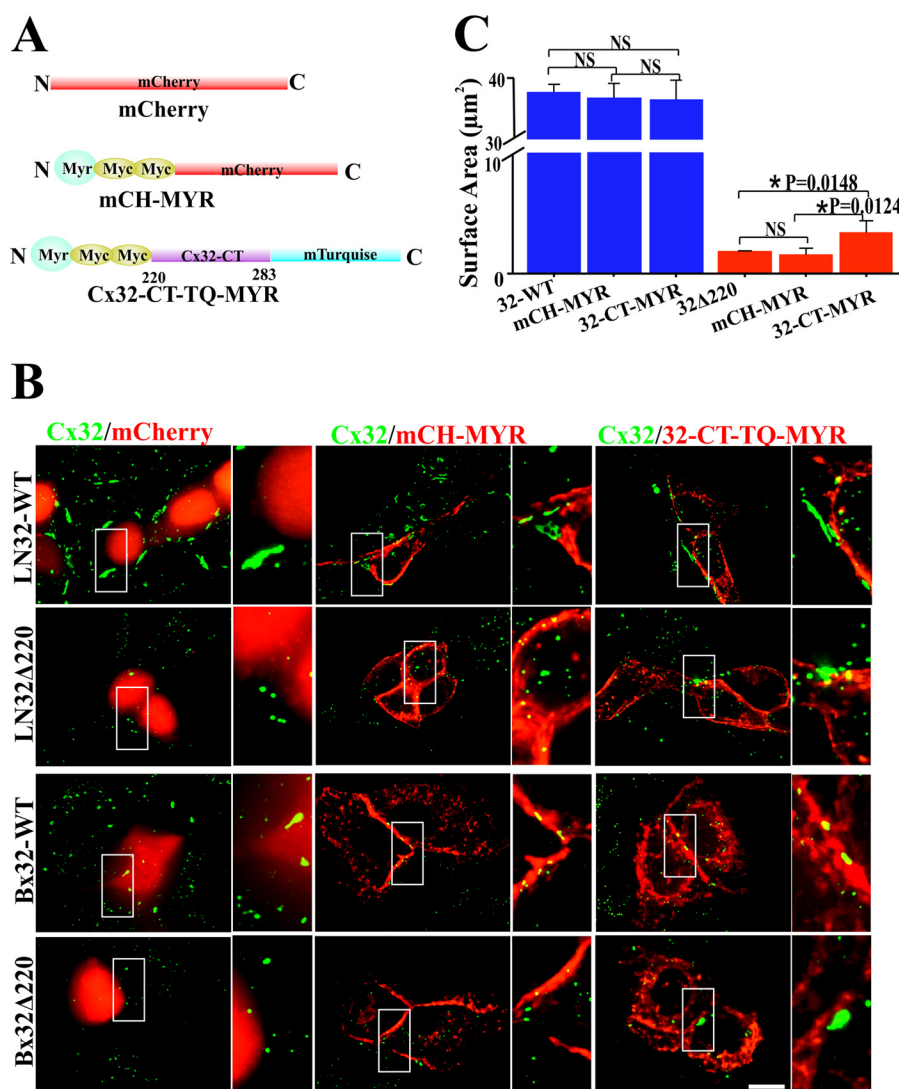 A
N mCherry C
mCherry
N Myr Myc Myc mCherry C
mCH-MYR
N Myr Myc Myc Cx32-CT mTurquise C
220 283
Cx32-CT-TQ-MYR
C
NS
NS NS
Surface Area (µm²)
40
30
10
0
* P=0.0148
*P=0.0124
NS
32-WT
mCH-MYR
32-CT-MYR
32Δ220
mCH-MYR
32-CT-MYR
B
Cx32/mCherry Cx32/mCH-MYR Cx32/32-CT-TQ-MYR
LN32-WT
LN32Δ220
Bx32-WT
Bx32Δ220